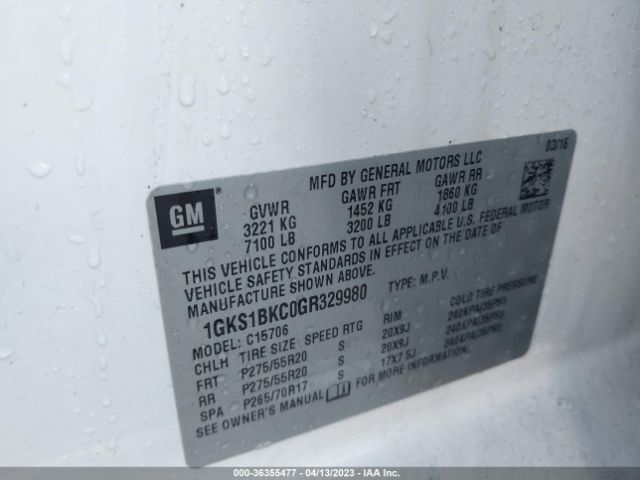 03/16
MFD BY GENERAL MOTORS LLC
GM
GVWR GAWR FRT GAWR RR
3221 KG 1452 KG 1860 KG
7100 LB 3200 LB 4100 LB
THIS VEHICLE CONFORMS TO ALL APPLICABLE U.S. FEDERAL MOTOR
VEHICLE SAFETY STANDARDS IN EFFECT ON THE DATE OF
MANUFACTURE SHOWN ABOVE.
1GKS1BKC0GR329980 TYPE: M.P.V.
MODEL: C15706
CHLH TIRE SIZE SPEED RTG RIM COLD TIRE PRESSURE
FRT P275/55R20 S 20X9J 240KPA(35PSI)
RR P275/55R20 S 20X9J 240KPA(35PSI)
SPA P265/70R17 S 17X7.5J 240KPA(35PSI)
SEE OWNER'S MANUAL FOR MORE INFORMATION.
000-36355477 - 04/13/2023 - IAA Inc.